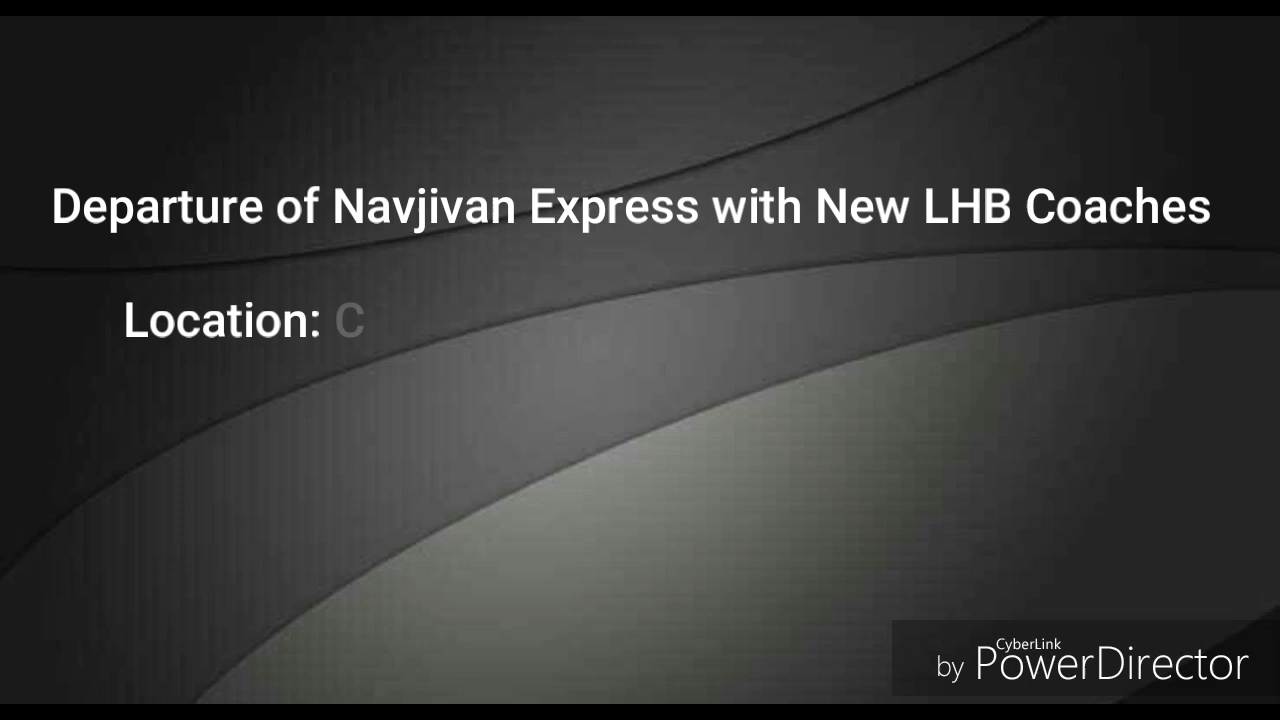 Departure of Navjivan Express with New LHB Coaches
Location: C
by CyberLink PowerDirector